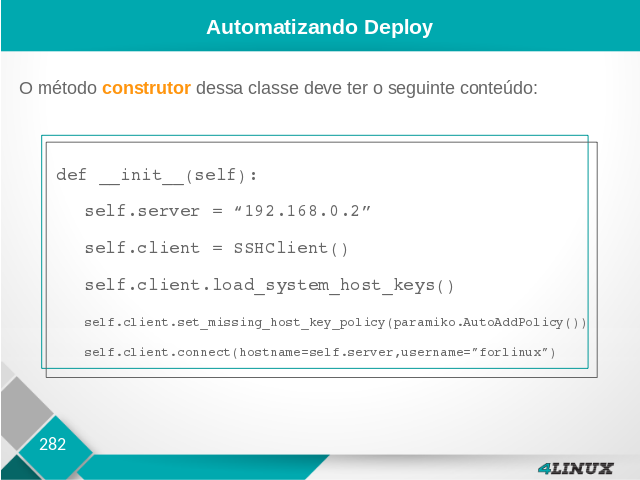 Automatizando Deploy
O método construtor dessa classe deve ter o seguinte conteúdo:
def __init__(self):
self.server = “192.168.0.2”
self.client = SSHClient()
self.client.load_system_host_keys()
self.client.set_missing_host_key_policy(paramiko.AutoAddPolicy())
self.client.connect(hostname=self.server,username=”forlinux”)
282
4LINUX